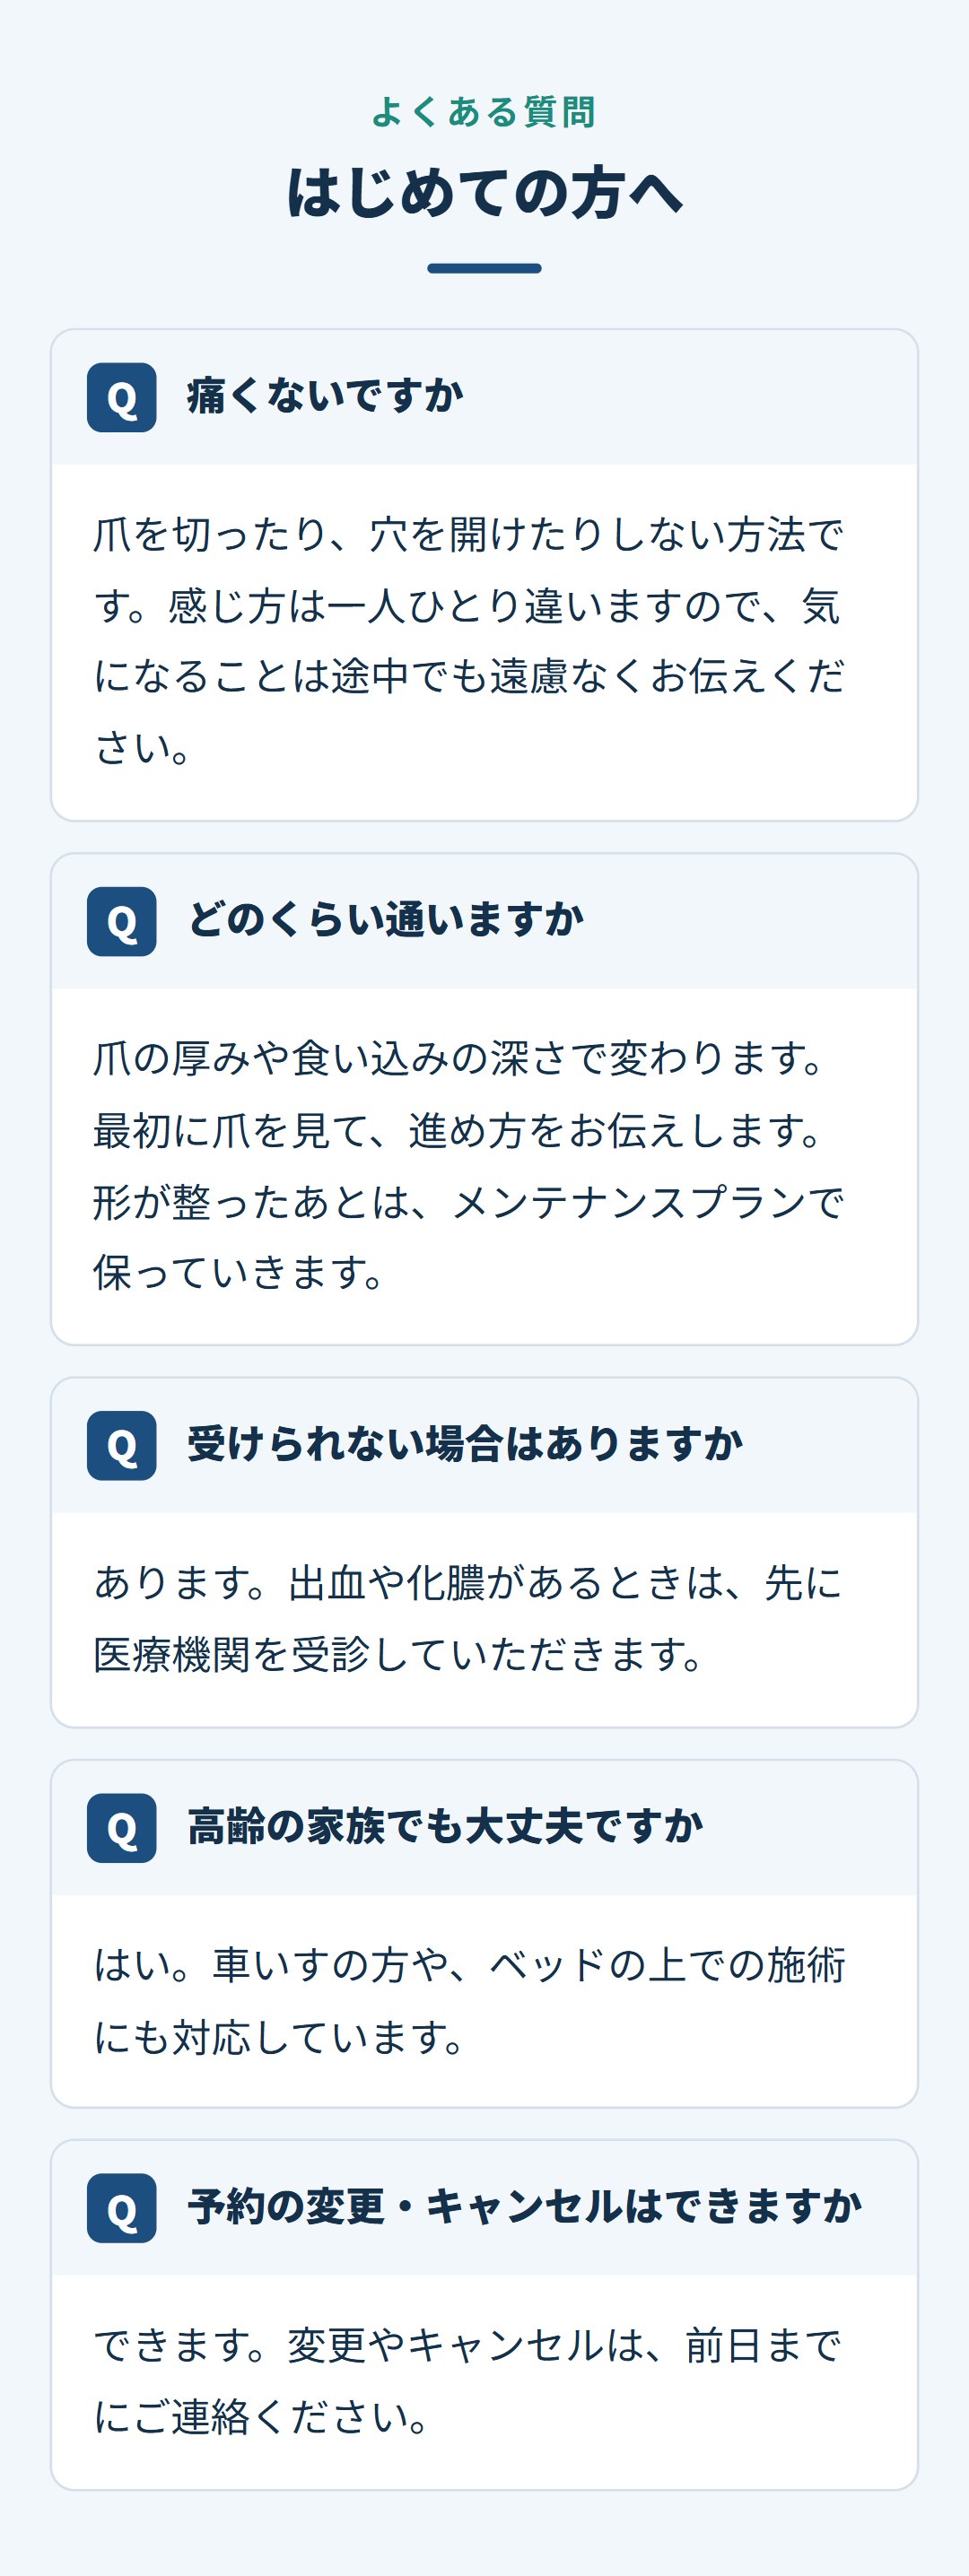 よくある質問
はじめての方へ
Q 痛くないですか
爪を切ったり、穴を開けたりしない方法で
す。感じ方は一人ひとり違いますので、気
になることは途中でも遠慮なくお伝えくだ
さい。
Q どのくらい通いますか
爪の厚みや食い込みの深さで変わります。
最初に爪を見て、進め方をお伝えします。
形が整ったあとは、メンテナンスプランで
保っていきます。
Q 受けられない場合はありますか
あります。出血や化膿があるときは、先に
医療機関を受診していただきます。
Q 高齢の家族でも大丈夫ですか
はい。車いすの方や、ベッドの上での施術
にも対応しています。
Q 予約の変更・キャンセルはできますか
できます。変更やキャンセルは、前日まで
にご連絡ください。